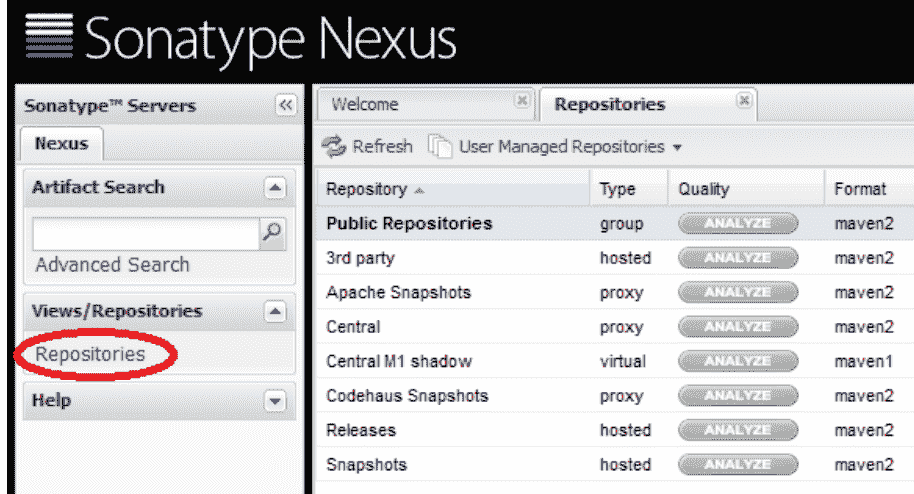 Sonatype Nexus
Sonatype™ Servers
Nexus
Artifact Search
Advanced Search
Views/Repositories
Repositories
Help
Welcome
Repositories
Refresh User Managed Repositories
Repository Type Quality Format
Public Repositories group ANALYZE maven2
3rd party hosted ANALYZE maven2
Apache Snapshots proxy ANALYZE maven2
Central proxy ANALYZE maven2
Central M1 shadow virtual ANALYZE maven1
Codehaus Snapshots proxy ANALYZE maven2
Releases hosted ANALYZE maven2
Snapshots hosted ANALYZE maven2